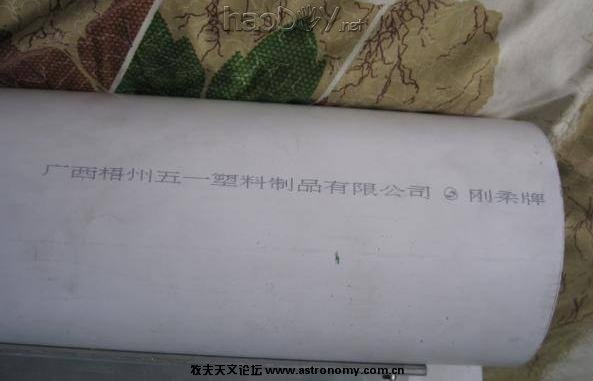 haoDIY.net
广西梧州五一塑料制品有限公司 刚柔牌
牧夫天文论坛 www.astronomy.com.cn